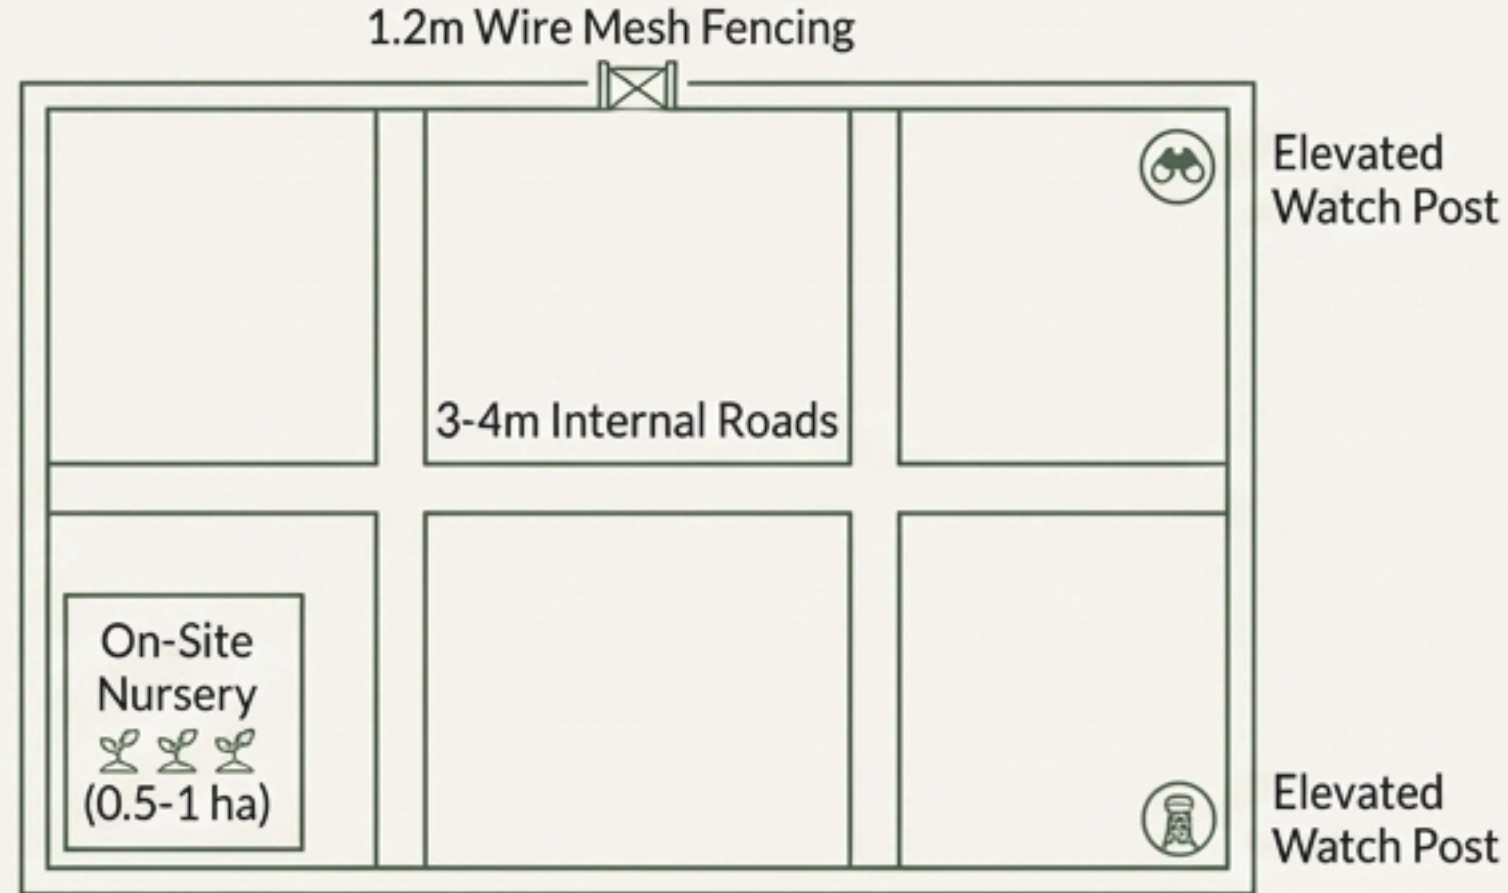 1.2m Wire Mesh Fencing
Elevated
Watch Post
3-4m Internal Roads
On-Site
Nursery
(0.5-1 ha)
Elevated
Watch Post